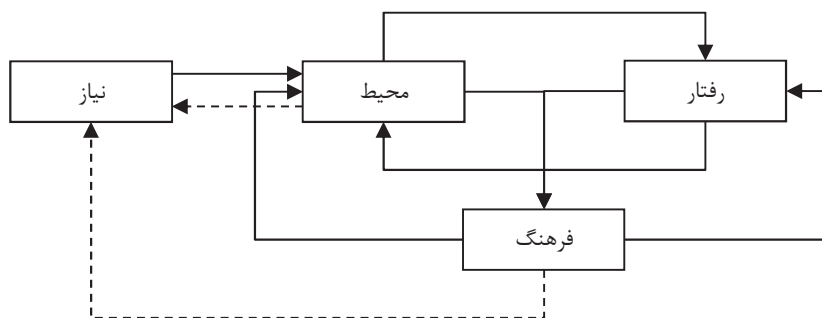 رفتار
محیط
نیاز
فرهنگ